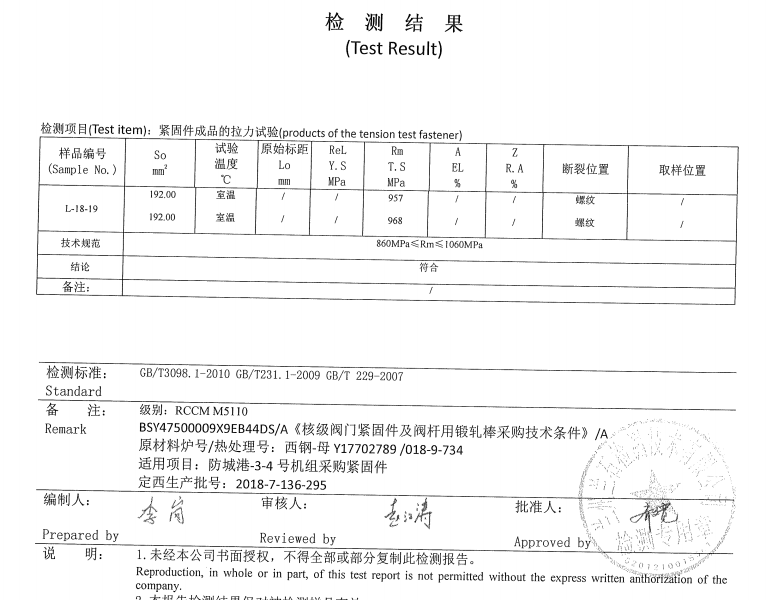 检 测 结 果
(Test Result)
检测项目(Test item)：紧固件成品的拉力试验(products of the tension test fastener)
样品编号 (Sample No.) So mm² 试验温度 ℃ 原始标距 Lo mm ReL Y.S MPa Rm T.S MPa A EL % Z R.A % 断裂位置 取样位置
L-18-19 192.00 室温 / / 957 / / 螺纹 /
192.00 室温 / / 968 / / 螺纹 /
技术规范 860MPa≤Rm≤1060MPa
结论 符合
备注： /
检测标准： GB/T3098.1-2010 GB/T231.1-2009 GB/T 229-2007
Standard
备 注： 级别：RCCM M5110
Remark BSY47500009X9EB44DS/A《核级阀门紧固件及阀杆用锻轧棒采购技术条件》/A
原材料炉号/热处理号：西钢-母 Y17702789 /018-9-734
适用项目：防城港-3-4 号机组采购紧固件
定西生产批号：2018-7-136-295
编制人： 审核人： 批准人：
Prepared by Reviewed by Approved by
检测专用章
说 明： 1. 未经本公司书面授权，不得全部或部分复制此检测报告。
Reproduction, in whole or in part, of this test report is not permitted without the express written anthorization of the
company.